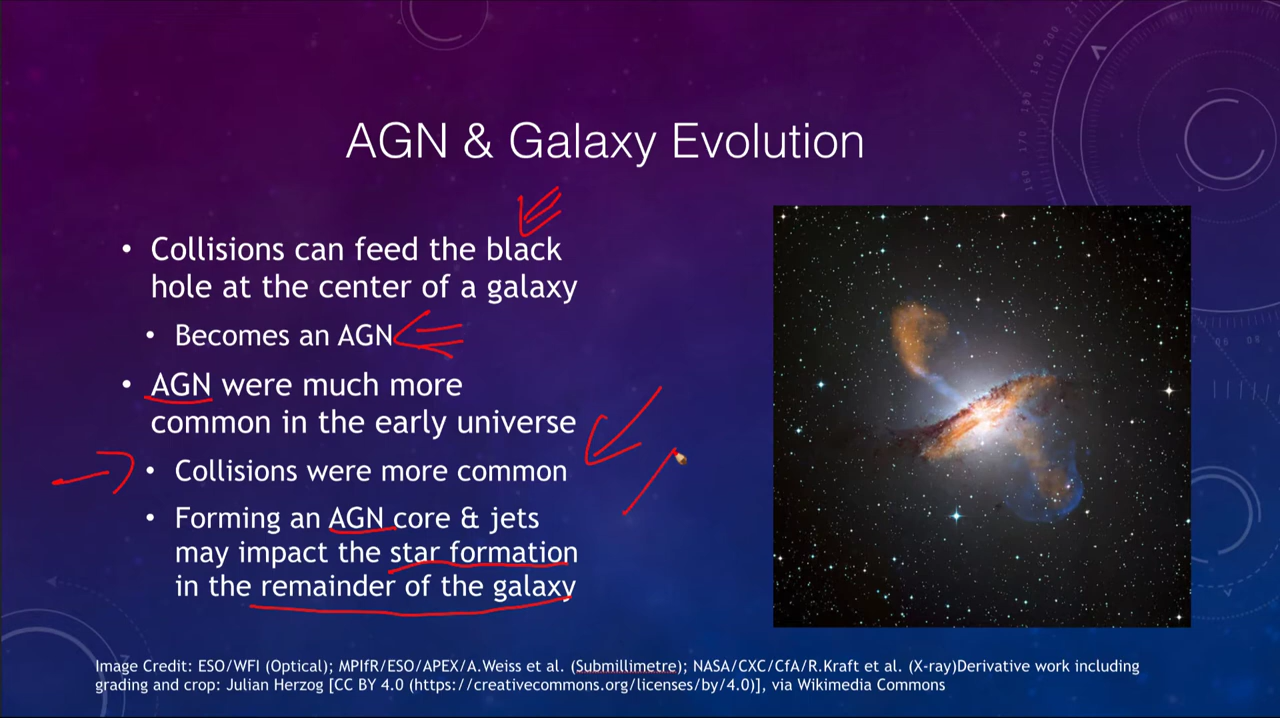 AGN & Galaxy Evolution
• Collisions can feed the black
hole at the center of a galaxy
• Becomes an AGN
• AGN were much more
common in the early universe
• Collisions were more common
• Forming an AGN core & jets
may impact the star formation
in the remainder of the galaxy
Image Credit: ESO/WFI (Optical); MPIfR/ESO/APEX/A.Weiss et al. (Submillimetre); NASA/CXC/CfA/R.Kraft et al. (X-ray)Derivative work including
grading and crop: Julian Herzog [CC BY 4.0 (https://creativecommons.org/licenses/by/4.0)], via Wikimedia Commons